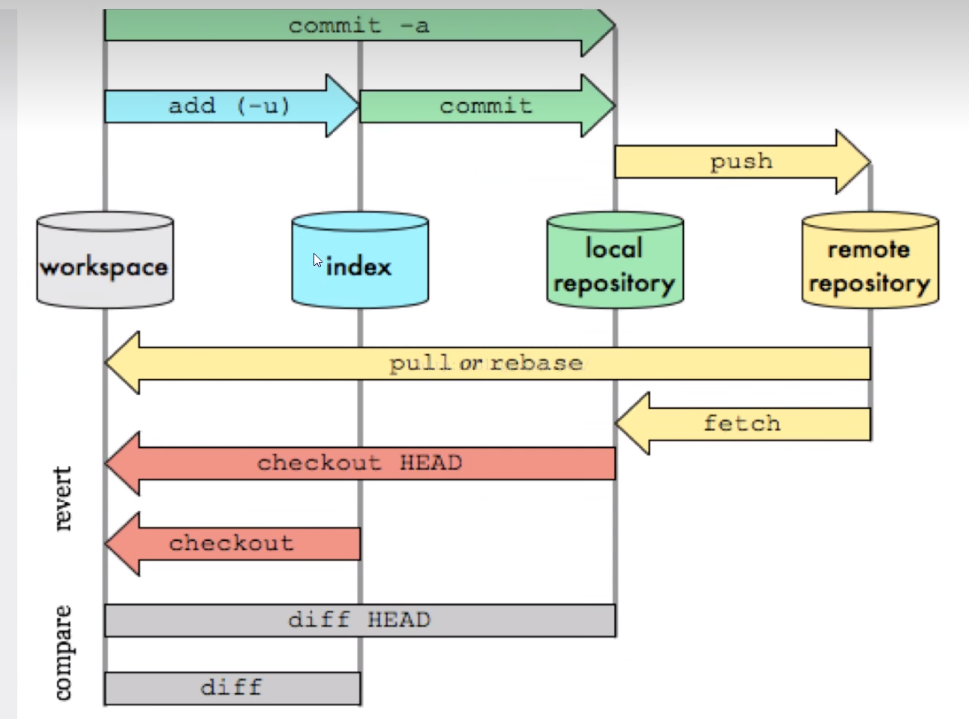 commit -a
add (-u)
commit
push
workspace
index
local
repository
remote
repository
pull or rebase
fetch
revert
checkout HEAD
checkout
compare
diff HEAD
diff